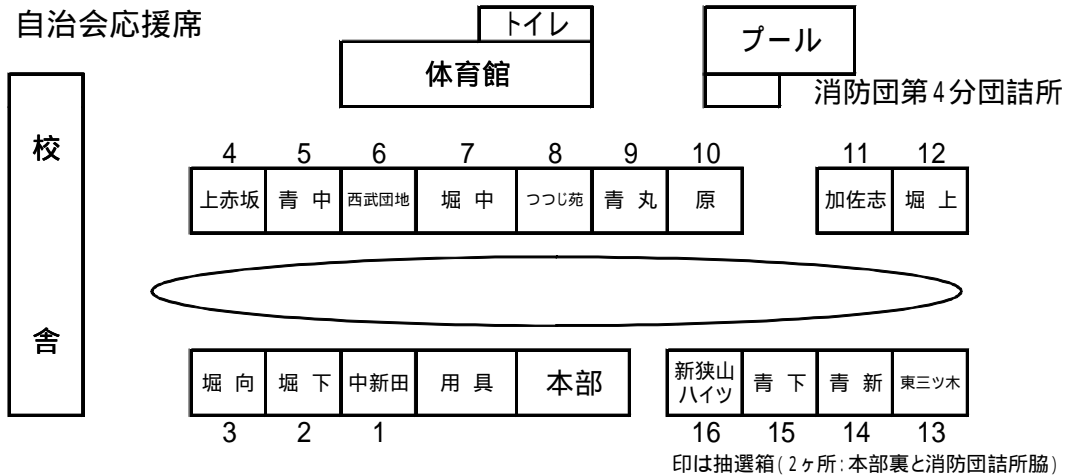 自治会応援席
トイレ
体育館
プール
消防団第4分団詰所
校舎
4 5 6 7 8 9 10 11 12
上赤坂 青中 西武団地 堀中 つつじ苑 青丸 原 加佐志 堀上
堀向 堀下 中新田 用具 本部 新狭山ハイツ 青下 青新 東三ツ木
3 2 1 16 15 14 13
印は抽選箱(2ヶ所:本部裏と消防団詰所脇)